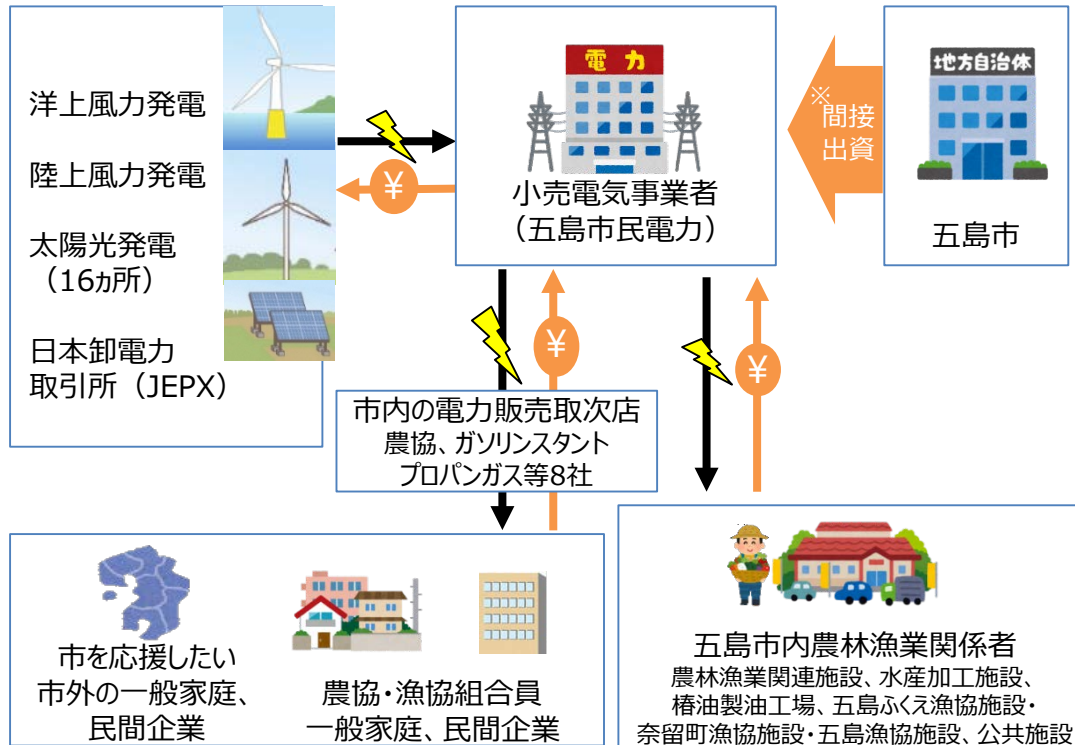 洋上風力発電
陸上風力発電
太陽光発電
（16ヵ所）
日本卸電力
取引所（JEPX）
¥
電力
小売電気事業者
（五島市民電力）
※
間接
出資
地方自治体
五島市
¥
¥
市内の電力販売取次店
農協、ガソリンスタント
プロパンガス等8社
市を応援したい
市外の一般家庭、
民間企業
農協・漁協組合員
一般家庭、民間企業
五島市内農林漁業関係者
農林漁業関連施設、水産加工施設、
椿油製油工場、五島ふくえ漁協施設・
奈留町漁協施設・五島漁協施設、公共施設